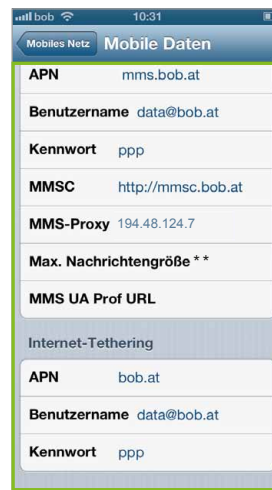 bob 10:31
Mobiles Netz Mobile Daten
APN mms.bob.at
Benutzername data@bob.at
Kennwort ppp
MMSC http://mmsc.bob.at
MMS-Proxy 194.48.124.7
Max. Nachrichtengröße * *
MMS UA Prof URL
Internet-Tethering
APN bob.at
Benutzername data@bob.at
Kennwort ppp